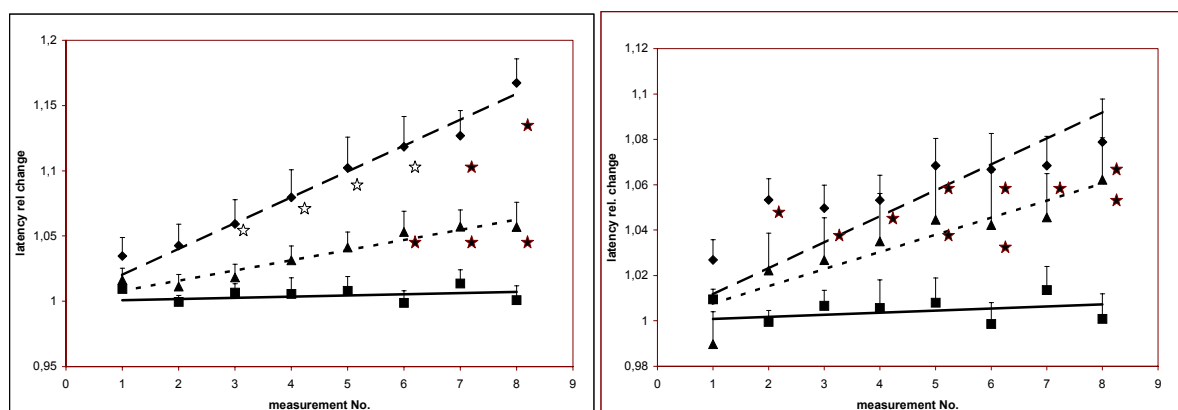 1,2
1,15
1,1
1,05
1
0,95
latency rel change
0 1 2 3 4 5 6 7 8 9
measurement No.
1,12
1,1
1,08
1,06
1,04
1,02
1
0,98
latency rel. change
0 1 2 3 4 5 6 7 8 9
measurement No.